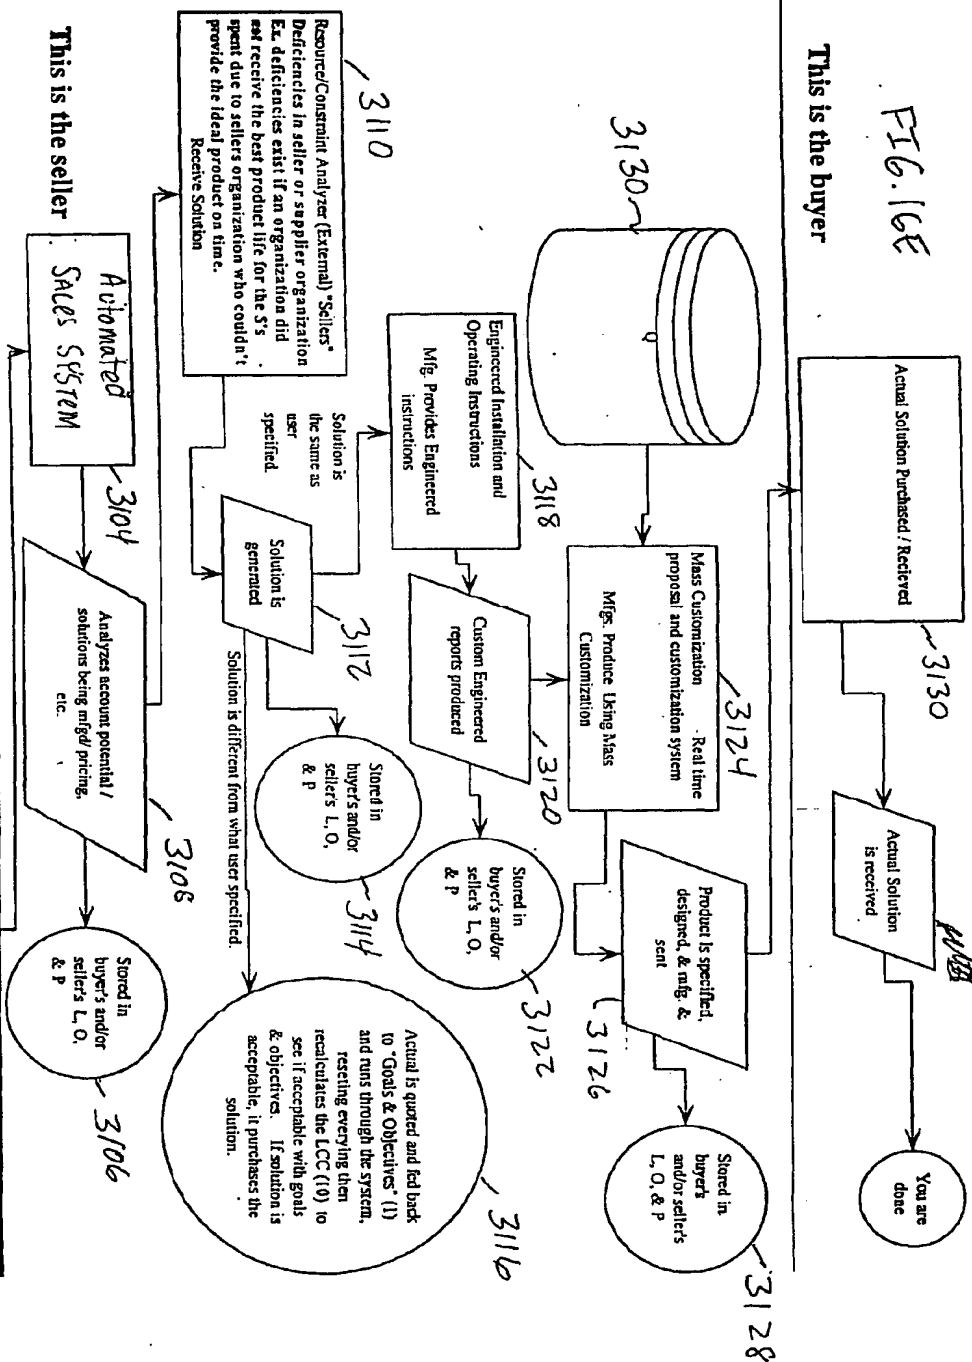 FIG. 16E
This is the buyer
Actual Solution Purchased / Recieved
3130
Actual Solution
is received
You are
done
3130
Mass Customization - Real time
proposal and customization system
Mfgs. Produce Using Mass
Customization
3124
Product Is specified,
designed, & mfg. &
sent
3126
Stored in
buyer's
and/or seller's
L, O, & P
3128
Engineered Installation and
Operating Instructions
Mfg. Provides Engineered
instructions
3118
Custom Engineered
reports produced
3120
Stored in
buyer's and/or
seller's L, O,
& P
3122
3110
Resource/Constraint Analyzer (External) "Sellers"
Deficiencies in seller or supplier organization
Ex. deficiencies exist if an organization did
not receive the best product life for the $'s
spent due to sellers organization who couldn't
provide the ideal product on time.
Receive Solution
Solution is
the same as
user
specified.
Solution is
generated
3112
Stored in
buyer's and/or
seller's L, O,
& P
3114
Solution is different from what user specified.
Actual is quoted and fed back
to "Goals & Objectives" (1)
and runs through the system,
reseting everying then
recalculates the LCC (10) to
see if acceptable with goals
& objectives. If solution is
acceptable, it purchases the
solution.
3116
This is the seller
Automated
SALES SYSTEM
3104
Analyzes account potential /
solutions being mfgd/ pricing,
etc.
3108
Stored in
buyer's and/or
seller's L, O,
& P
3106